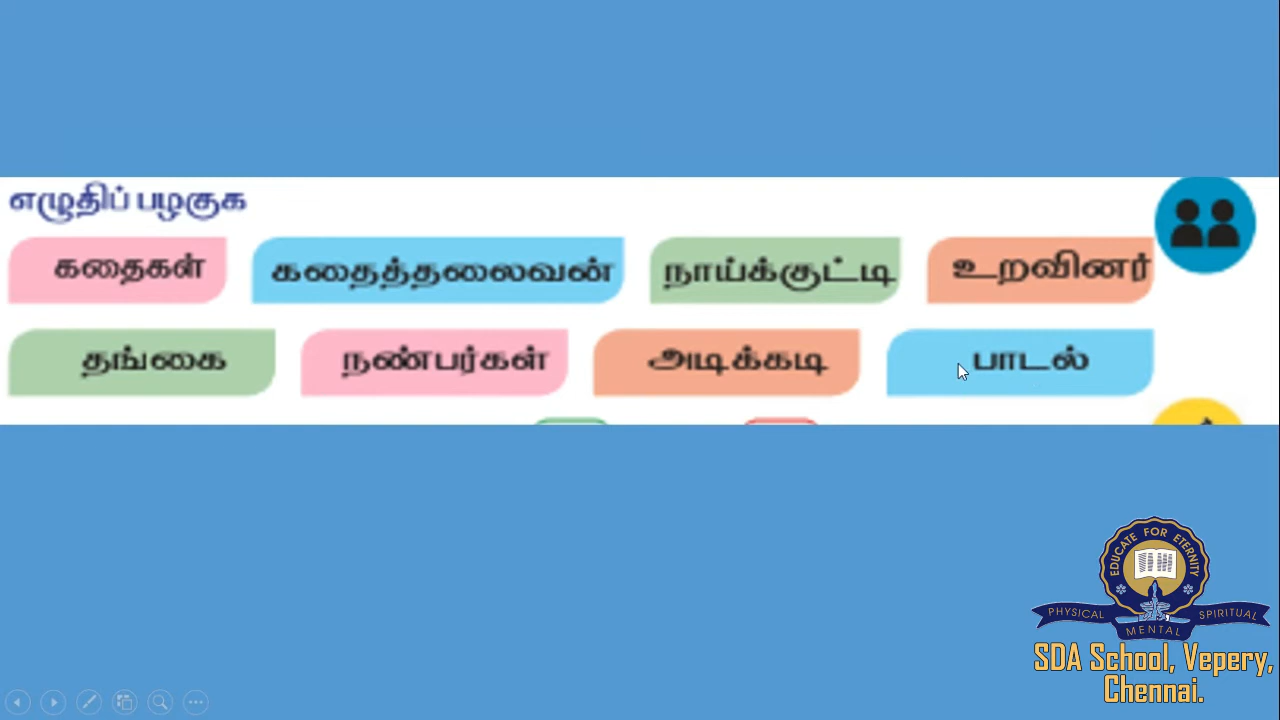 எழுதிப் பழகுக
கதைகள் கதைத்தலைவன் நாய்க்குட்டி உறவினர்
தங்கை நண்பர்கள் அடிக்கடி பாடல்
EDUCATE FOR ETERNITY
PHYSICAL MENTAL SPIRITUAL
SDA School, Vepery,
Chennai.